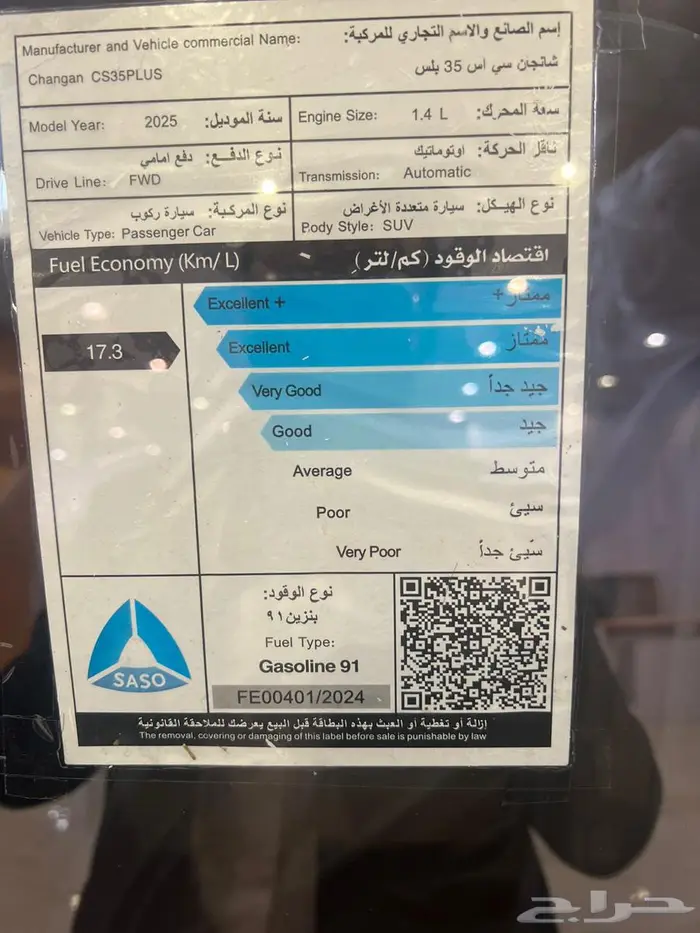 إسم الصانع والاسم التجاري للمركبة:
Manufacturer and Vehicle commercial Name:
شانجان سي اس 35 بلس
Changan CS35PLUS
سنة الموديل:
Model Year: 2025
سعة المحرك:
Engine Size: 1.4 L
نوع الدفع: دفع امامي
Drive Line: FWD
ناقل الحركة: اوتوماتيك
Transmission: Automatic
نوع المركبة: سيارة ركوب
Vehicle Type: Passenger Car
نوع الهيكل: سيارة متعددة الأغراض
Body Style: SUV
Fuel Economy (Km/ L) اقتصاد الوقود (كم/لتر)
Excellent + ممتاز+
17.3
Excellent ممتاز
Very Good جيد جداً
Good جيد
Average متوسط
Poor سيئ
Very Poor سيئ جداً
SASO
نوع الوقود:
بنزين ٩١
Fuel Type:
Gasoline 91
FE00401/2024
إزالة أو تغطية أو العبث بهذه البطاقة قبل البيع يعرضك للملاحقة القانونية
The removal, covering or damaging of this label before sale is punishable by law
حراج